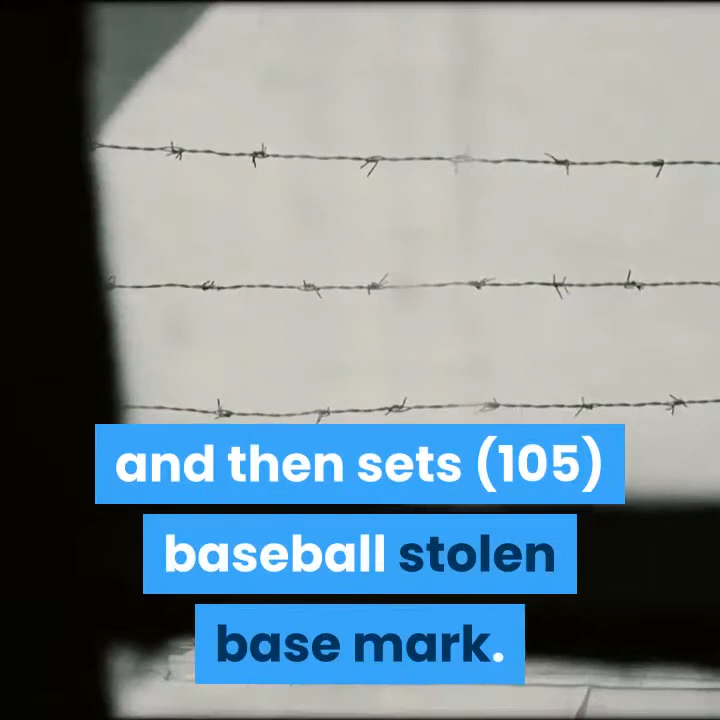 and then sets (105)
baseball stolen
base mark.